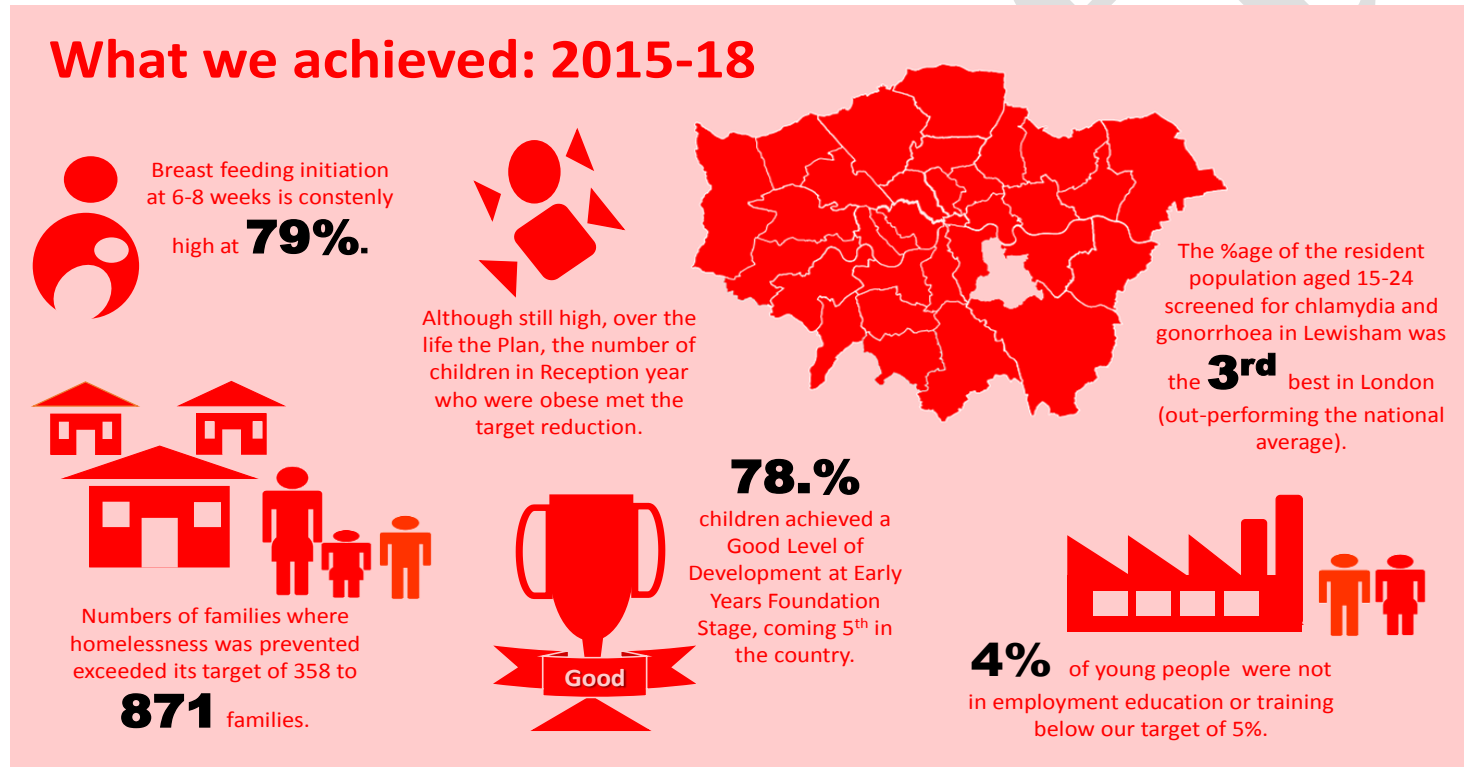 What we achieved: 2015-18
Breast feeding initiation
at 6-8 weeks is constenly
high at 79%.
Although still high, over the
life the Plan, the number of
children in Reception year
who were obese met the
target reduction.
The %age of the resident
population aged 15-24
screened for chlamydia and
gonorrhoea in Lewisham was
the 3rd best in London
(out-performing the national
average).
Numbers of families where
homelessness was prevented
exceeded its target of 358 to
871 families.
Good
78.%
children achieved a
Good Level of
Development at Early
Years Foundation
Stage, coming 5th in
the country.
4% of young people were not
in employment education or training
below our target of 5%.